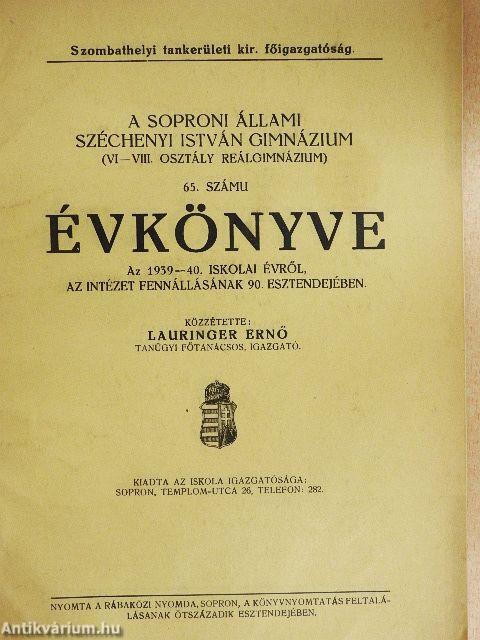 Szombathelyi tankerületi kir. főigazgatóság.
A SOPRONI ÁLLAMI
SZÉCHENYI ISTVÁN GIMNÁZIUM
(VI—VIII. OSZTÁLY REÁLGIMNÁZIUM)
65. SZÁMU
ÉVKÖNYVE
Az 1939—40. ISKOLAI ÉVRŐL,
AZ INTÉZET FENNÁLLÁSÁNAK 90. ESZTENDEJÉBEN.
KÖZZÉTETTE:
LAURINGER ERNŐ
TANÜGYI FŐTANÁCSOS, IGAZGATÓ.
KIADTA AZ ISKOLA IGAZGATÓSÁGA:
SOPRON, TEMPLOM-UTCA 26, TELEFON: 282.
NYOMTA A RÁBAKÖZI NYOMDA, SOPRON, A KÖNYVNYOMTATÁS FELTALÁ-
LÁSÁNAK ÖTSZÁZADIK ESZTENDEJÉBEN.
Antikvárium.hu